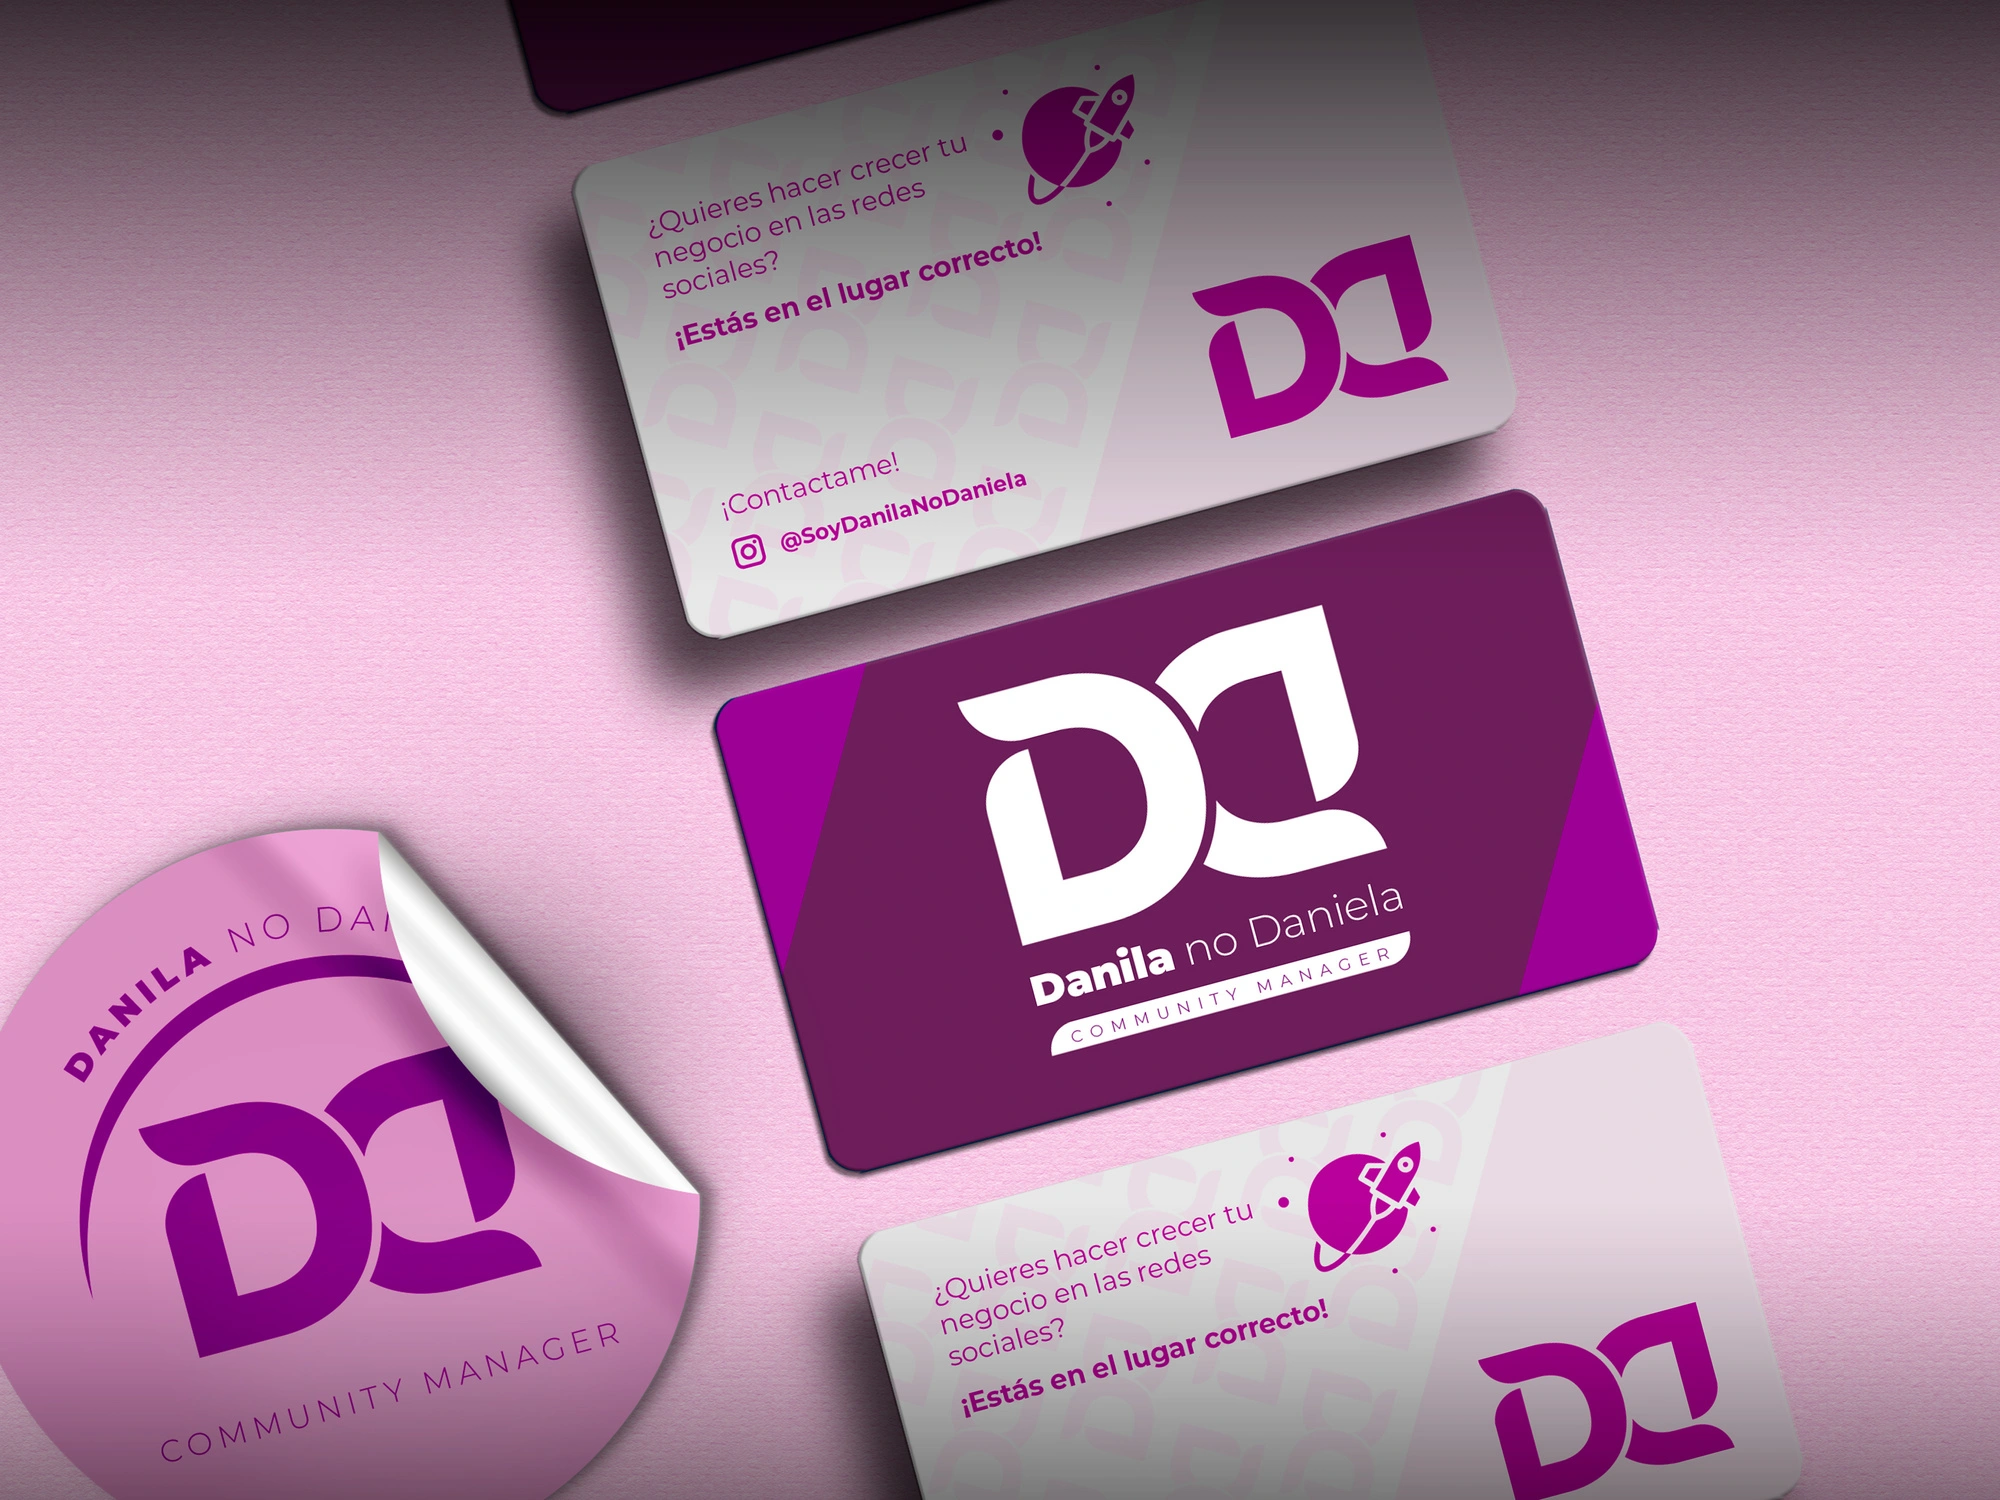 ¿Quieres hacer crecer tu
negocio en las redes
sociales?
¡Estás en el lugar correcto!
¡Contactame!
@SoyDanilaNoDaniela
Danila no Daniela
COMMUNITY MANAGER
DANILA NO
COMMUNITY MANAGER
¿Quieres hacer crecer tu
negocio en las redes
sociales?
¡Estás en el lugar correcto!